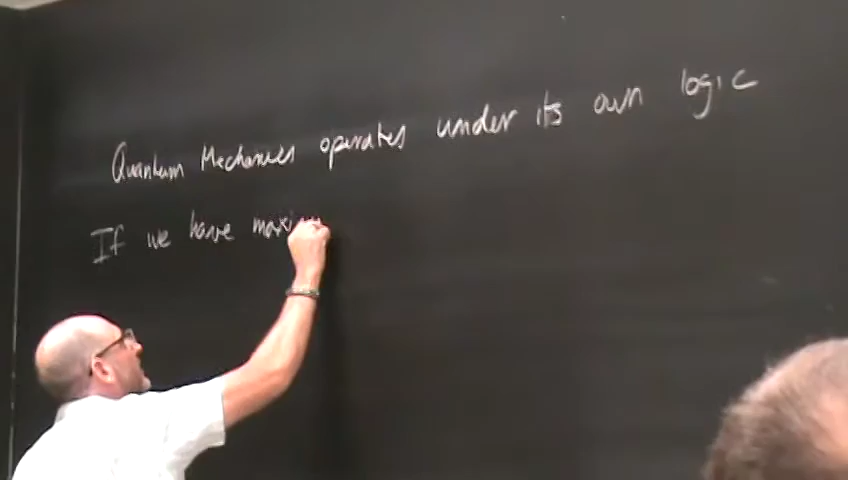 Quantum Mechanics operates under its own logic
If we have